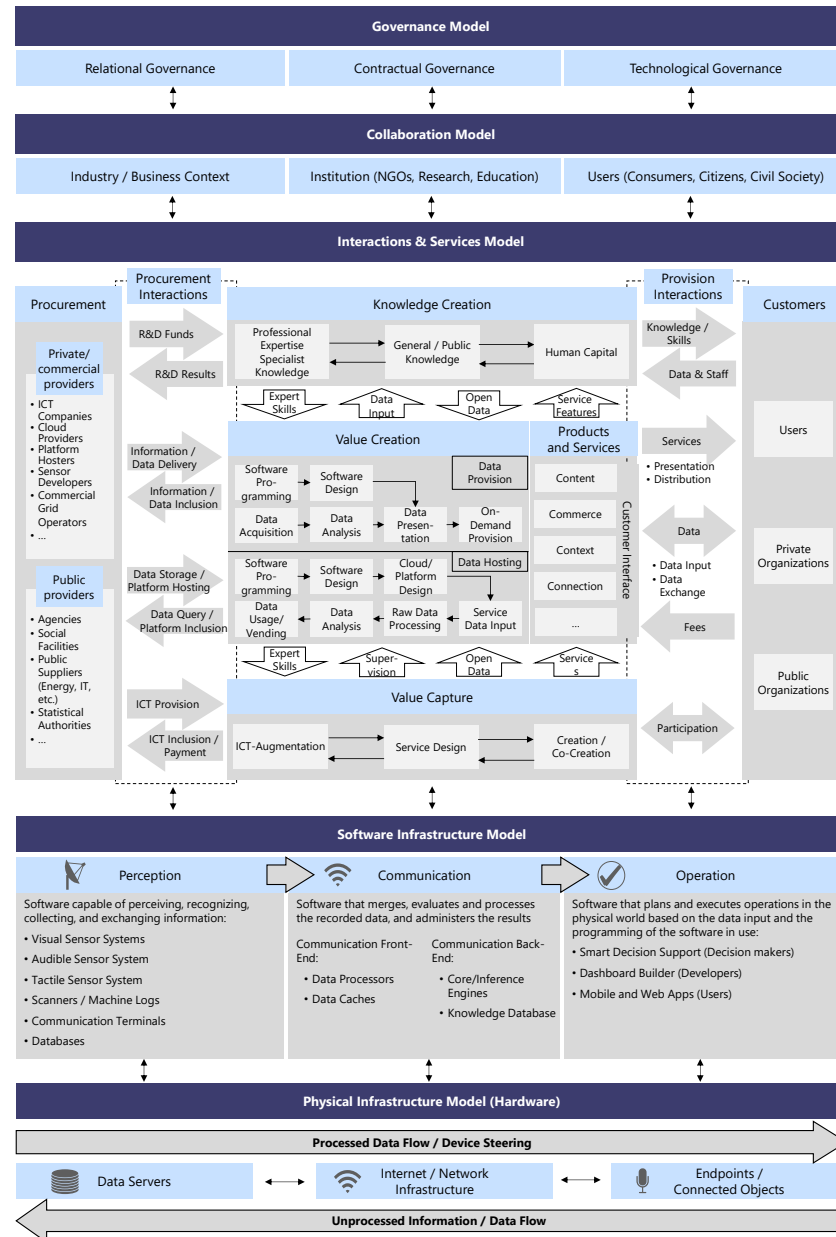 Governance Model
Relational Governance
Contractual Governance
Technological Governance
Collaboration Model
Industry / Business Context
Institution (NGOs, Research, Education)
Users (Consumers, Citizens, Civil Society)
Interactions & Services Model
Procurement
Procurement
Interactions
Knowledge Creation
Provision
Interactions
Customers
Private/
commercial
providers
• ICT
Companies
• Cloud
Providers
• Platform
Hosters
• Sensor
Developers
• Commercial
Grid
Operators
• ...
Public
providers
• Agencies
• Social
Facilities
• Public
Suppliers
(Energy, IT,
etc.)
• Statistical
Authorities
• ...
R&D Funds
R&D Results
Information /
Data Delivery
Information /
Data Inclusion
Data Storage /
Platform Hosting
Data Query /
Platform Inclusion
ICT Provision
ICT Inclusion /
Payment
Professional
Expertise
Specialist
Knowledge
General / Public
Knowledge
Human Capital
Expert
Skills
Data
Input
Open
Data
Service
Features
Value Creation
Products
and Services
Software
Pro-
gramming
Software
Design
Data
Provision
Data
Acquisition
Data
Analysis
Data
Presen-
tation
On-
Demand
Provision
Data Hosting
Software
Pro-
gramming
Software
Design
Cloud/
Platform
Design
Data
Usage/
Vending
Data
Analysis
Raw Data
Processing
Service
Data Input
Content
Commerce
Context
Connection
...
Customer Interface
Expert
Skills
Super-
vision
Open
Data
Service
s
Value Capture
ICT-Augmentation
Service Design
Creation /
Co-Creation
Knowledge /
Skills
Data & Staff
Services
• Presentation
• Distribution
Data
• Data Input
• Data
Exchange
Fees
Participation
Users
Private
Organizations
Public
Organizations
Software Infrastructure Model
Perception
Software capable of perceiving, recognizing,
collecting, and exchanging information:
• Visual Sensor Systems
• Audible Sensor System
• Tactile Sensor System
• Scanners / Machine Logs
• Communication Terminals
• Databases
Communication
Software that merges, evaluates and processes
the recorded data, and administers the results
Communication Front-
End:
• Data Processors
• Data Caches
Communication Back-
End:
• Core/Inference
Engines
• Knowledge Database
Operation
Software that plans and executes operations in the
physical world based on the data input and the
programming of the software in use:
• Smart Decision Support (Decision makers)
• Dashboard Builder (Developers)
• Mobile and Web Apps (Users)
Physical Infrastructure Model (Hardware)
Processed Data Flow / Device Steering
Data Servers
Internet / Network
Infrastructure
Endpoints /
Connected Objects
Unprocessed Information / Data Flow